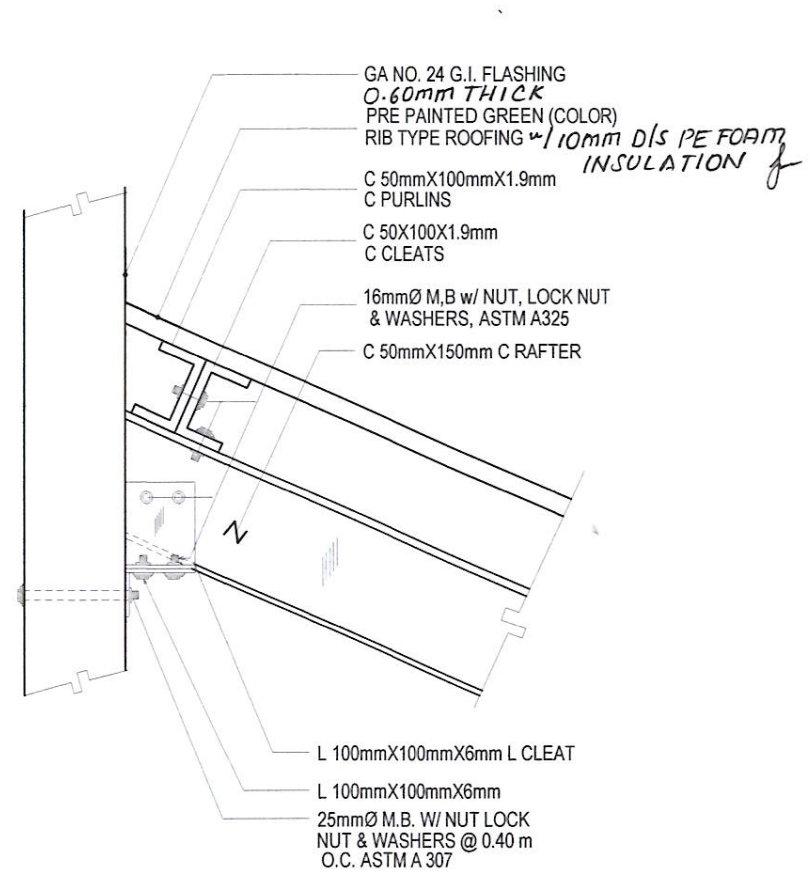 GA NO. 24 G.I. FLASHING
0.60mm THICK
PRE PAINTED GREEN (COLOR)
RIB TYPE ROOFING w/ 10mm D/S PE FOAM
INSULATION
C 50mmX100mmX1.9mm
C PURLINS
C 50X100X1.9mm
C CLEATS
16mmØ M,B w/ NUT, LOCK NUT
& WASHERS, ASTM A325
C 50mmX150mm C RAFTER
N
L 100mmX100mmX6mm L CLEAT
L 100mmX100mmX6mm
25mmØ M.B. W/ NUT LOCK
NUT & WASHERS @ 0.40 m
O.C. ASTM A 307